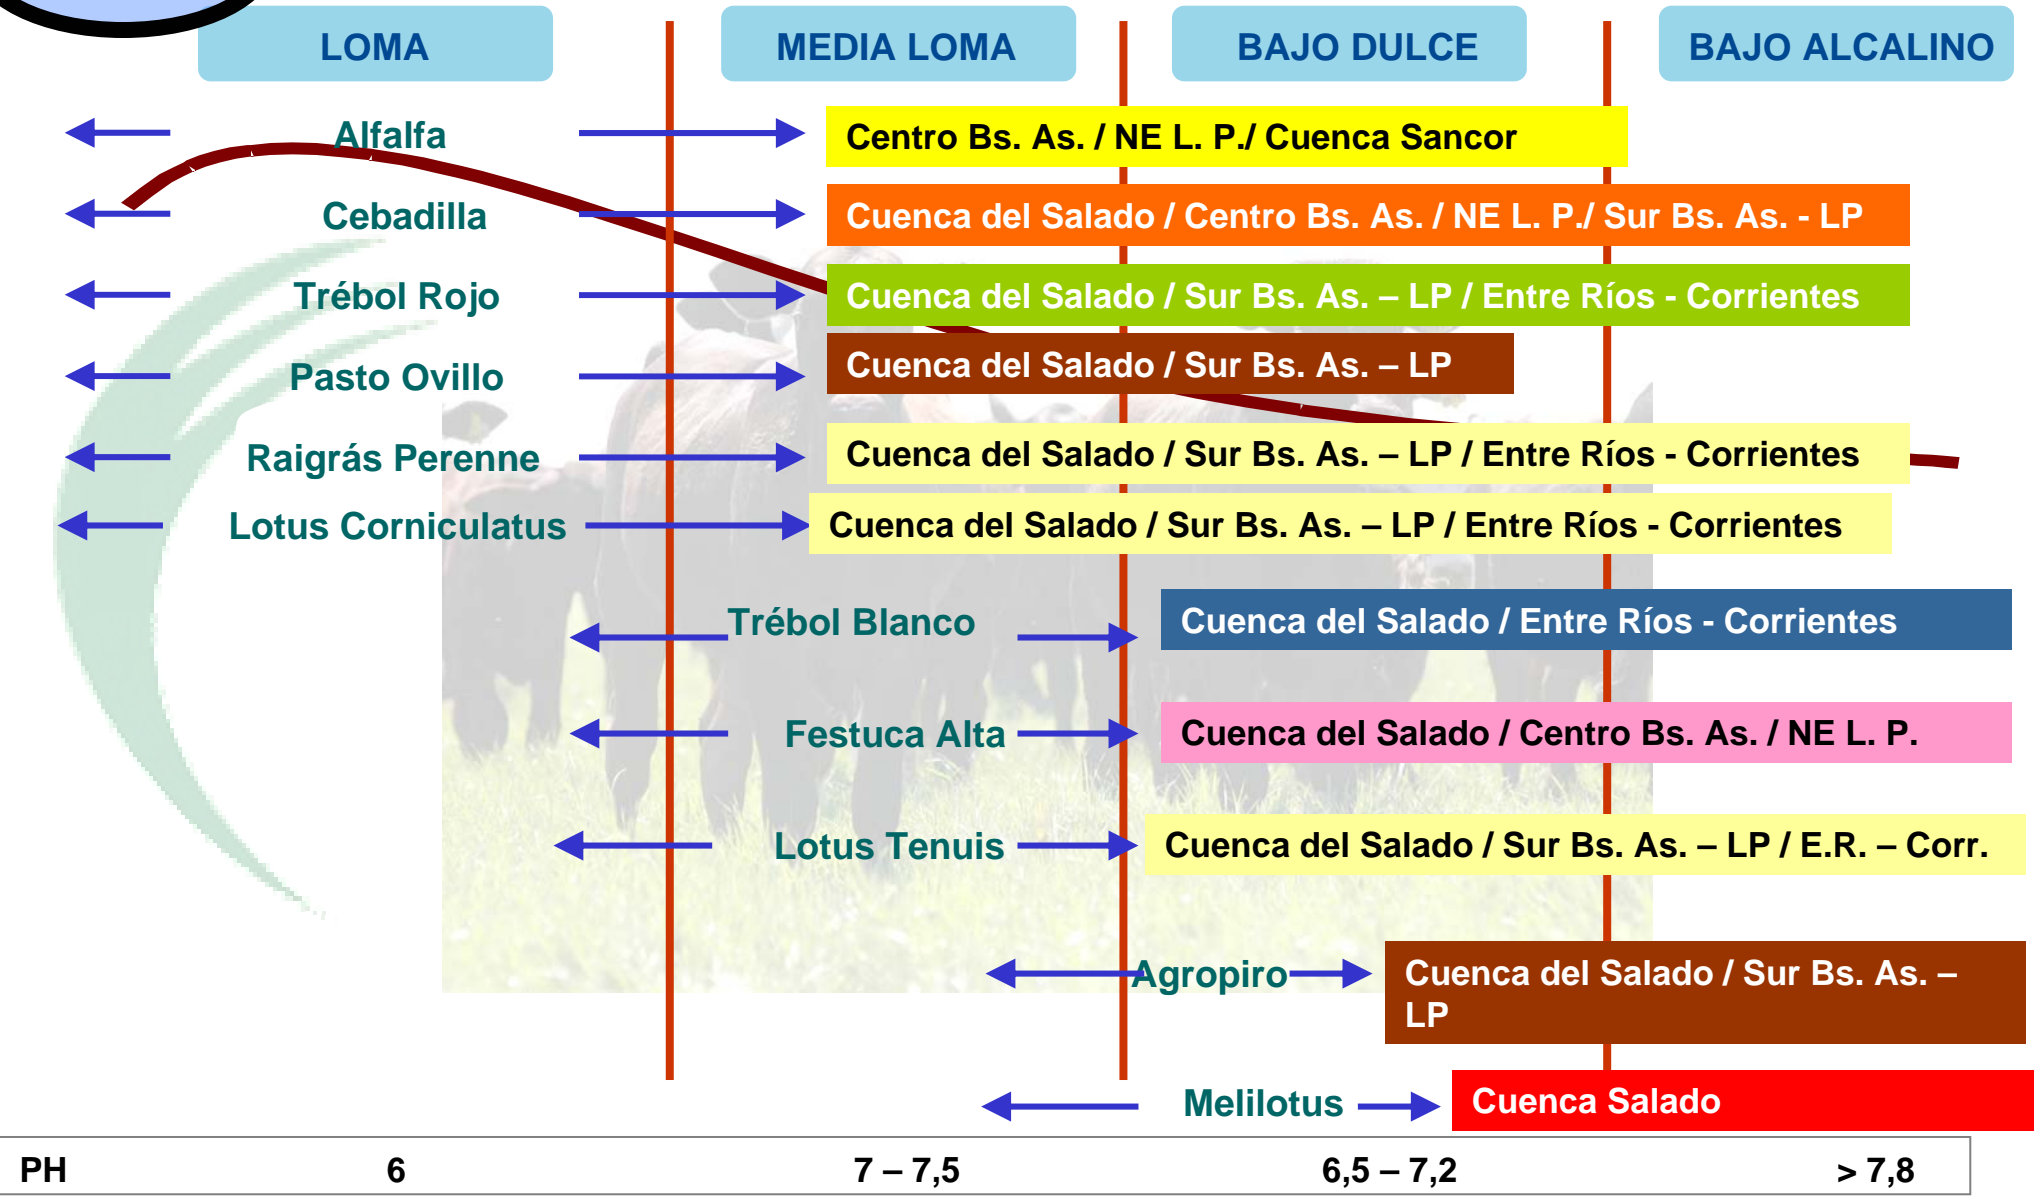 LOMA MEDIA LOMA BAJO DULCE BAJO ALCALINO
Alfalfa Centro Bs. As. / NE L. P./ Cuenca Sancor
Cebadilla Cuenca del Salado / Centro Bs. As. / NE L. P./ Sur Bs. As. - LP
Trébol Rojo Cuenca del Salado / Sur Bs. As. – LP / Entre Ríos - Corrientes
Pasto Ovillo Cuenca del Salado / Sur Bs. As. – LP
Raigrás Perenne Cuenca del Salado / Sur Bs. As. – LP / Entre Ríos - Corrientes
Lotus Corniculatus Cuenca del Salado / Sur Bs. As. – LP / Entre Ríos - Corrientes
Trébol Blanco Cuenca del Salado / Entre Ríos - Corrientes
Festuca Alta Cuenca del Salado / Centro Bs. As. / NE L. P.
Lotus Tenuis Cuenca del Salado / Sur Bs. As. – LP / E.R. – Corr.
Agropiro Cuenca del Salado / Sur Bs. As. –
LP
Melilotus Cuenca Salado
PH 6 7 – 7,5 6,5 – 7,2 > 7,8